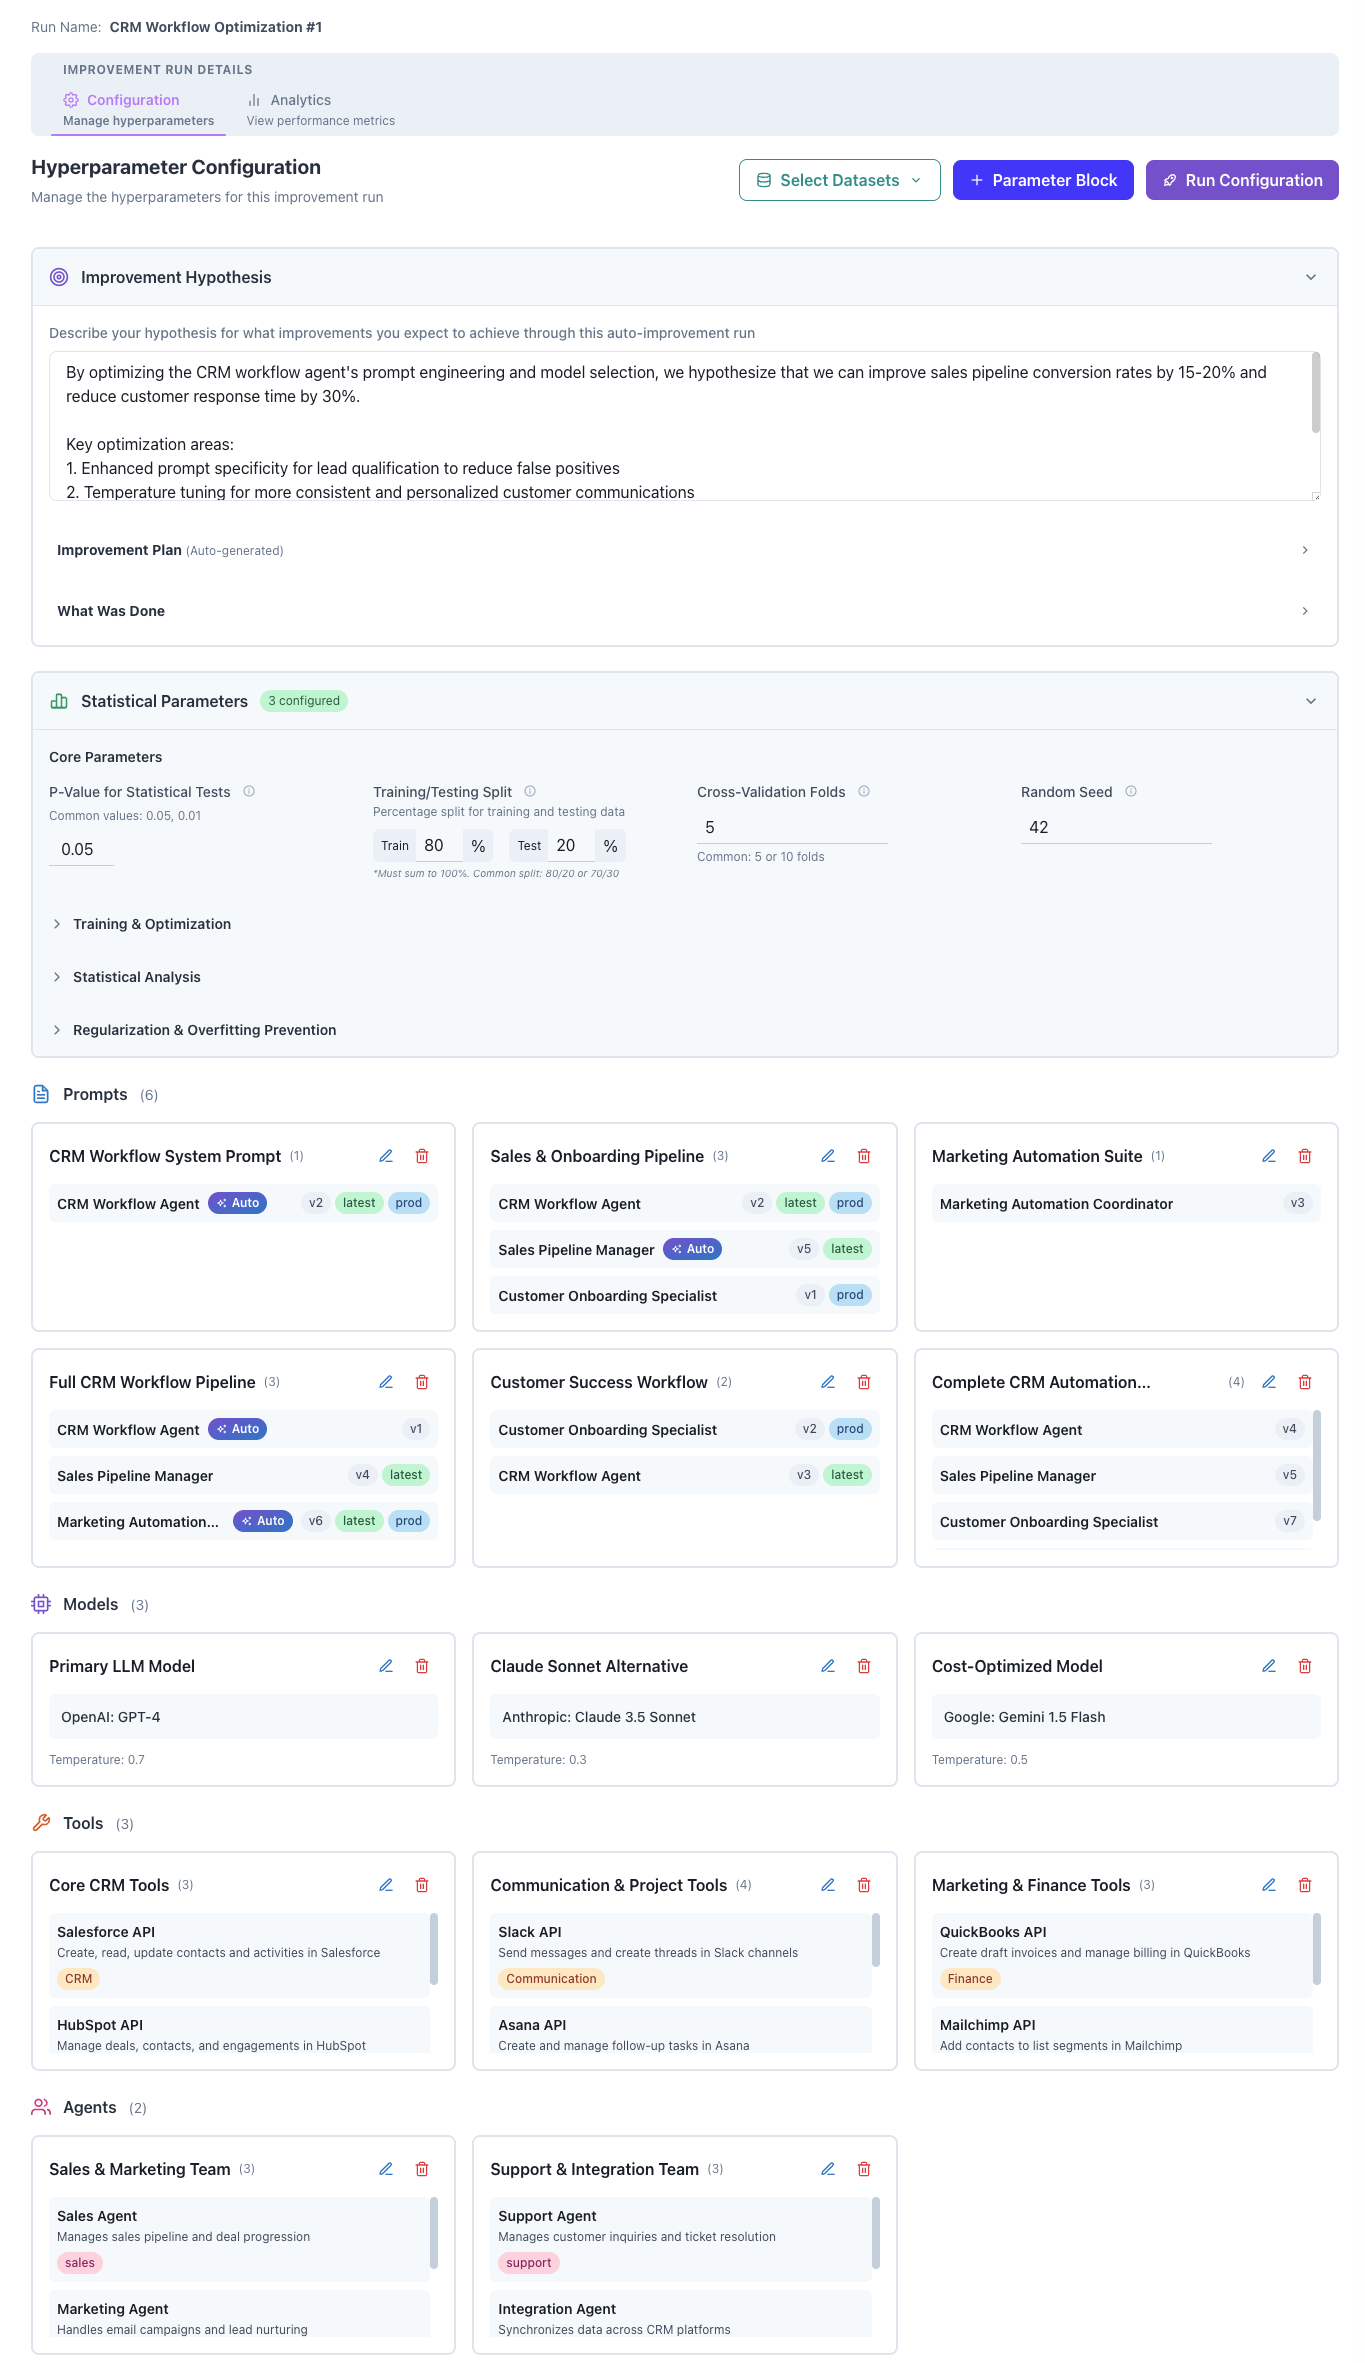 Run Name: CRM Workflow Optimization #1
IMPROVEMENT RUN DETAILS
Configuration
Manage hyperparameters
Analytics
View performance metrics
Hyperparameter Configuration
Manage the hyperparameters for this improvement run
Select Datasets
Parameter Block
Run Configuration
Improvement Hypothesis
Describe your hypothesis for what improvements you expect to achieve through this auto-improvement run
By optimizing the CRM workflow agent's prompt engineering and model selection, we hypothesize that we can improve sales pipeline conversion rates by 15-20% and
reduce customer response time by 30%.
Key optimization areas:
1. Enhanced prompt specificity for lead qualification to reduce false positives
2. Temperature tuning for more consistent and personalized customer communications
Improvement Plan (Auto-generated)
What Was Done
Statistical Parameters 3 configured
Core Parameters
P-Value for Statistical Tests
Common values: 0.05, 0.01
0.05
Training/Testing Split
Percentage split for training and testing data
Train 80 % Test 20 %
*Must sum to 100%. Common split: 80/20 or 70/30
Cross-Validation Folds
5
Common: 5 or 10 folds
Random Seed
42
Training & Optimization
Statistical Analysis
Regularization & Overfitting Prevention
Prompts (6)
CRM Workflow System Prompt (1)
CRM Workflow Agent Auto v2 latest prod
Sales & Onboarding Pipeline (3)
CRM Workflow Agent v2 latest prod
Sales Pipeline Manager Auto v5 latest
Customer Onboarding Specialist v1 prod
Marketing Automation Suite (1)
Marketing Automation Coordinator v3
Full CRM Workflow Pipeline (3)
CRM Workflow Agent Auto v1
Sales Pipeline Manager v4 latest
Marketing Automation... Auto v6 latest prod
Customer Success Workflow (2)
Customer Onboarding Specialist v2 prod
CRM Workflow Agent v3 latest
Complete CRM Automation... (4)
CRM Workflow Agent v4
Sales Pipeline Manager v5
Customer Onboarding Specialist v7
Models (3)
Primary LLM Model
OpenAI: GPT-4
Temperature: 0.7
Claude Sonnet Alternative
Anthropic: Claude 3.5 Sonnet
Temperature: 0.3
Cost-Optimized Model
Google: Gemini 1.5 Flash
Temperature: 0.5
Tools (3)
Core CRM Tools (3)
Salesforce API
Create, read, update contacts and activities in Salesforce
CRM
HubSpot API
Manage deals, contacts, and engagements in HubSpot
Communication & Project Tools (4)
Slack API
Send messages and create threads in Slack channels
Communication
Asana API
Create and manage follow-up tasks in Asana
Marketing & Finance Tools (3)
QuickBooks API
Create draft invoices and manage billing in QuickBooks
Finance
Mailchimp API
Add contacts to list segments in Mailchimp
Agents (2)
Sales & Marketing Team (3)
Sales Agent
Manages sales pipeline and deal progression
sales
Marketing Agent
Handles email campaigns and lead nurturing
Support & Integration Team (3)
Support Agent
Manages customer inquiries and ticket resolution
support
Integration Agent
Synchronizes data across CRM platforms